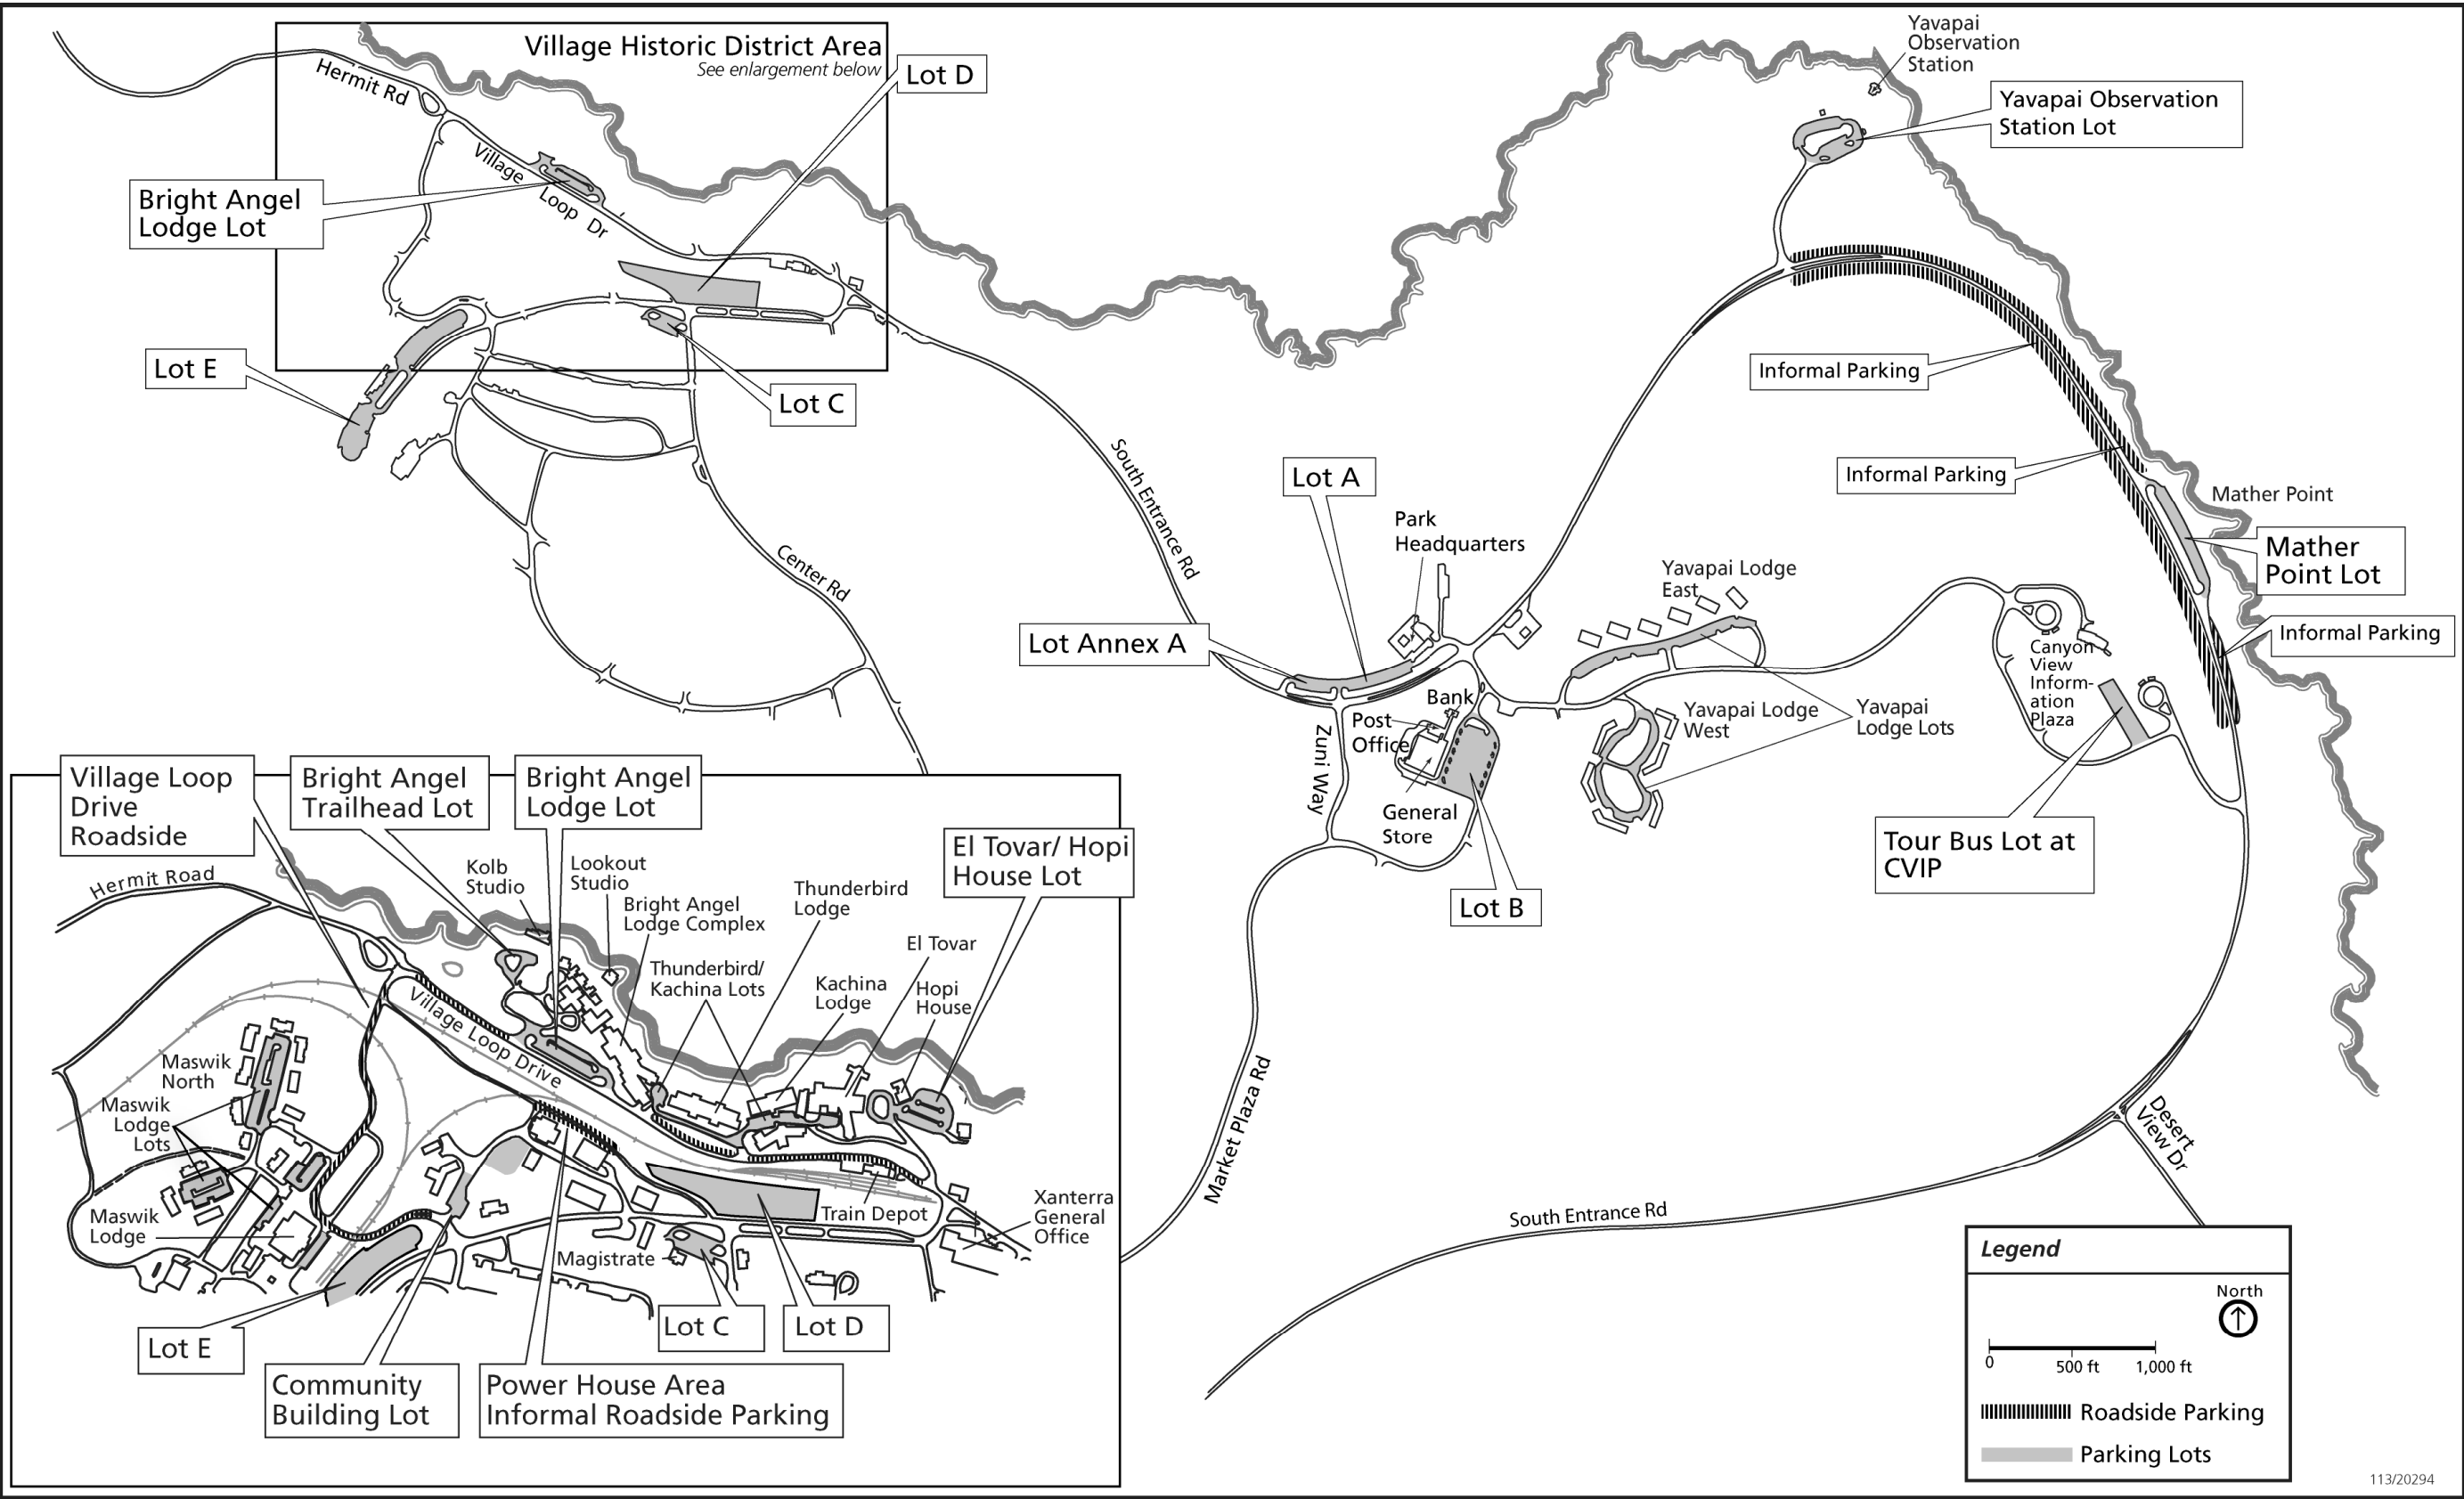 Village Historic District Area
See enlargement below
Hermit Rd
Lot D
Village Loop Dr
Bright Angel
Lodge Lot
Lot E
Lot C
Yavapai
Observation
Station
Yavapai Observation
Station Lot
Informal Parking
Informal Parking
Mather Point
Mather
Point Lot
Informal Parking
South Entrance Rd
Center Rd
Lot A
Park
Headquarters
Lot Annex A
Yavapai Lodge
East
Bank
Post
Office
Zuni Way
General
Store
Lot B
Yavapai Lodge
West
Yavapai
Lodge Lots
Canyon
View
Inform-
ation
Plaza
Tour Bus Lot at
CVIP
Market Plaza Rd
South Entrance Rd
Desert
View Dr
Village Loop
Drive
Roadside
Bright Angel
Trailhead Lot
Bright Angel
Lodge Lot
El Tovar/ Hopi
House Lot
Hermit Road
Kolb
Studio
Lookout
Studio
Bright Angel
Lodge Complex
Thunderbird
Lodge
El Tovar
Thunderbird/
Kachina Lots
Kachina
Lodge
Hopi
House
Village Loop Drive
Maswik
North
Maswik
Lodge
Lots
Maswik
Lodge
Train Depot
Xanterra
General
Office
Magistrate
Lot E
Lot C
Lot D
Community
Building Lot
Power House Area
Informal Roadside Parking
Legend
North
0
500 ft
1,000 ft
Roadside Parking
Parking Lots
113/20294